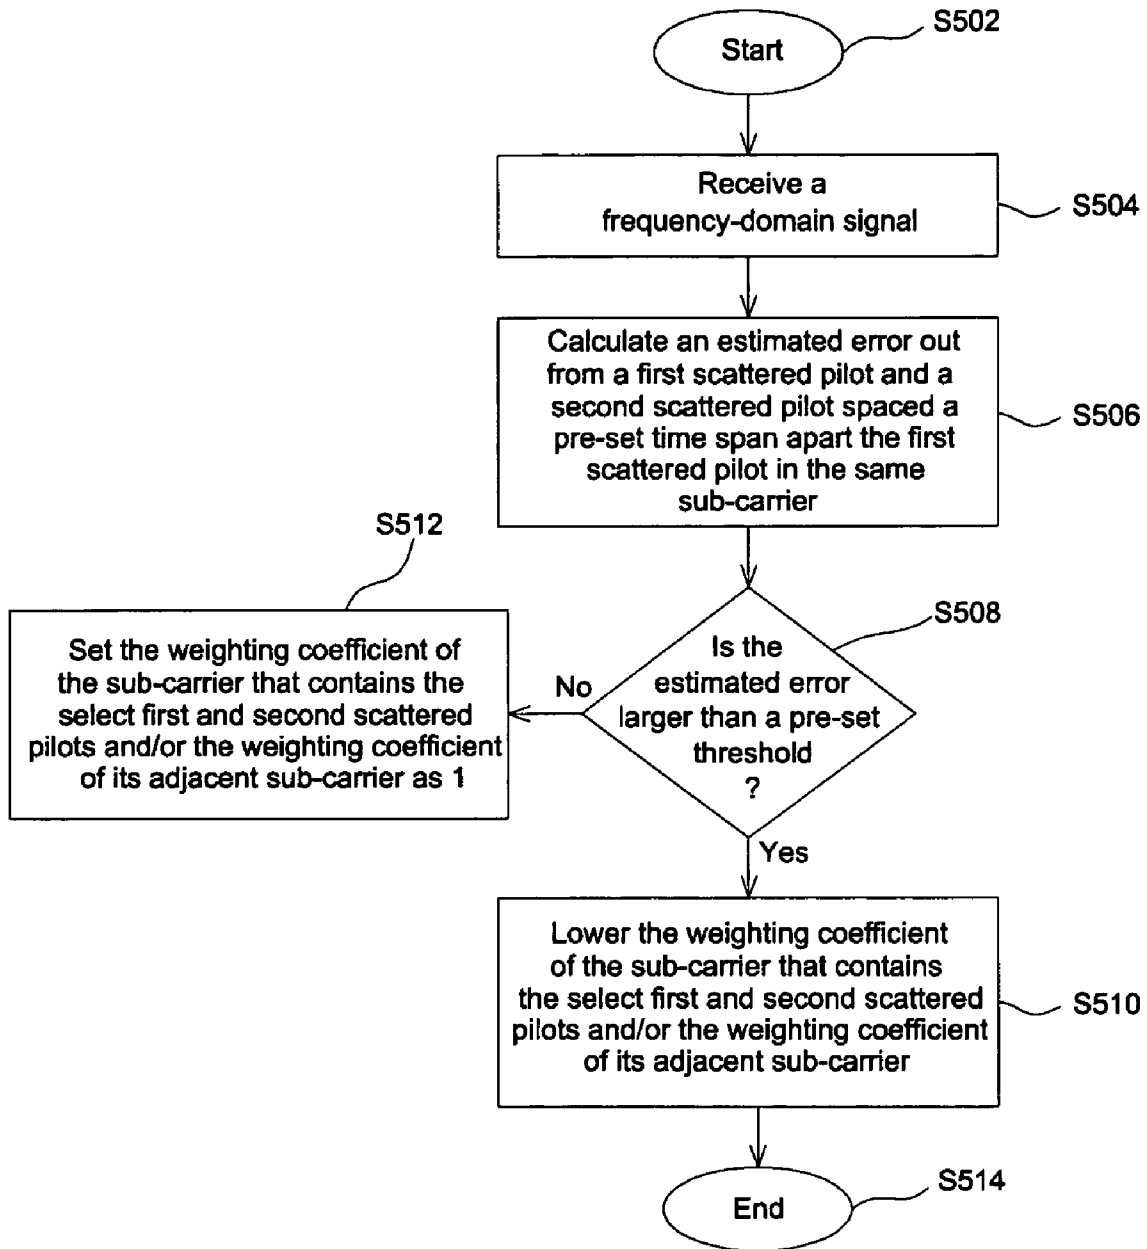 Start
S502
Receive a
frequency-domain signal
S504
Calculate an estimated error out
from a first scattered pilot and a
second scattered pilot spaced a
pre-set time span apart the first
scattered pilot in the same
sub-carrier
S506
S512
Set the weighting coefficient of
the sub-carrier that contains the
select first and second scattered
pilots and/or the weighting coefficient
of its adjacent sub-carrier as 1
No
Is the
estimated error
larger than a pre-set
threshold
?
S508
Yes
Lower the weighting coefficient
of the sub-carrier that contains
the select first and second scattered
pilots and/or the weighting coefficient
of its adjacent sub-carrier
S510
End
S514